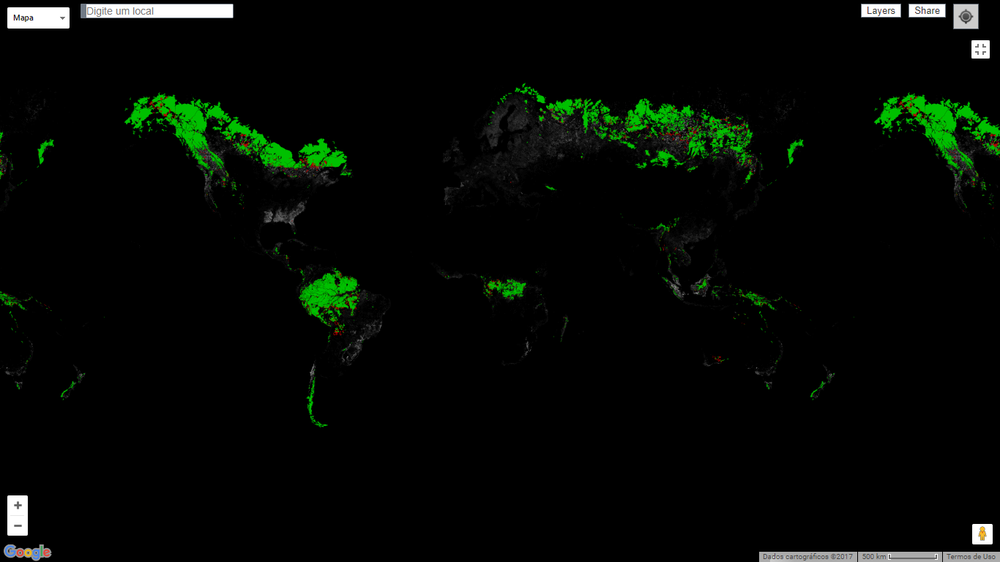 Mapa
Digite um local
Layers
Share
+
−
Google
Dados cartográficos ©2017
500 km
Termos de Uso